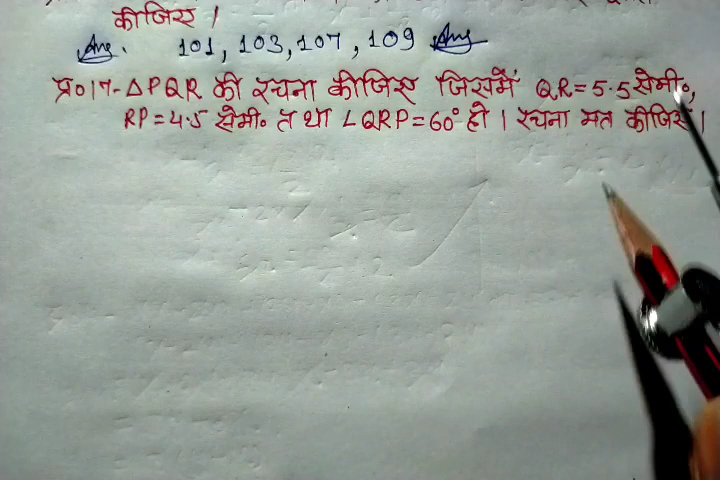 कीजिए।
Ans. 101, 103, 107, 109 Ans
प्र०17- △PQR की रचना कीजिए जिसमें QR=5.5 सेमी०,
RP=4.5 सेमी० तथा ∠QRP=60° हो। रचना मत कीजिए।